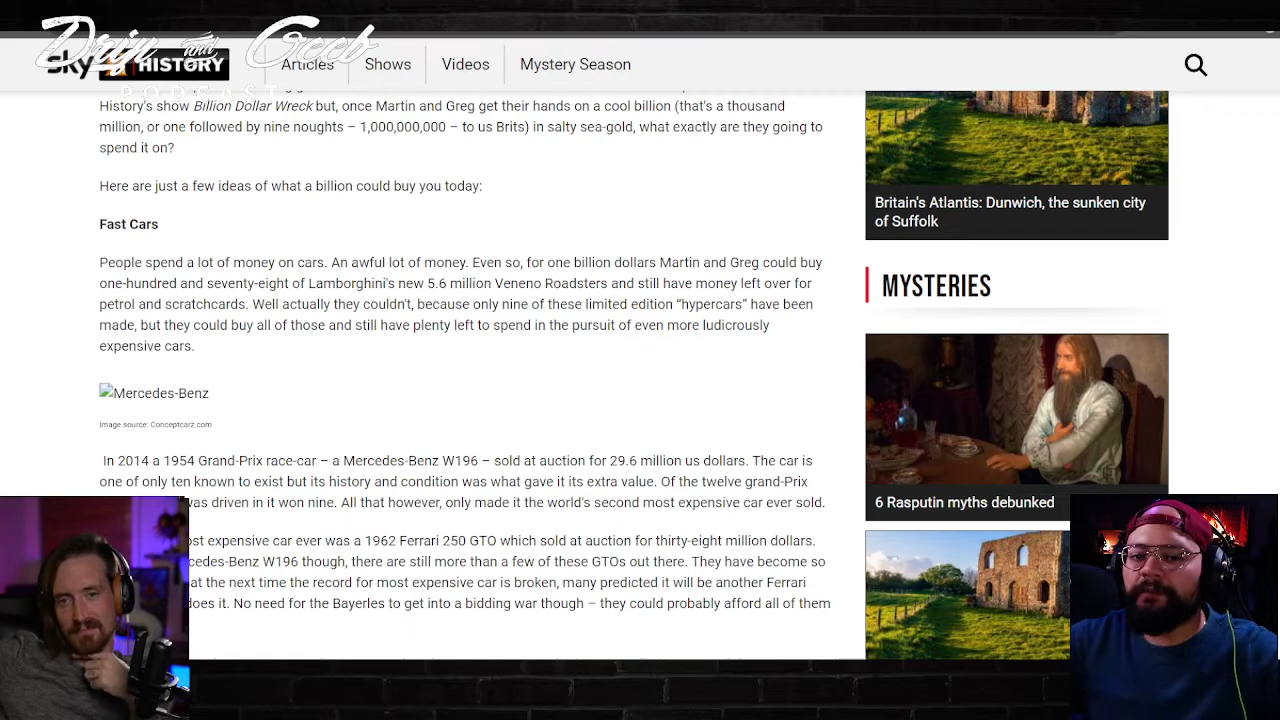 Drip and Geeb
PODCAST
sky HISTORY
Articles
Shows
Videos
Mystery Season
History's show Billion Dollar Wreck but, once Martin and Greg get their hands on a cool billion (that's a thousand
million, or one followed by nine noughts – 1,000,000,000 – to us Brits) in salty sea-gold, what exactly are they going to
spend it on?
Here are just a few ideas of what a billion could buy you today:
Fast Cars
People spend a lot of money on cars. An awful lot of money. Even so, for one billion dollars Martin and Greg could buy
one-hundred and seventy-eight of Lamborghini's new 5.6 million Veneno Roadsters and still have money left over for
petrol and scratchcards. Well actually they couldn't, because only nine of these limited edition “hypercars” have been
made, but they could buy all of those and still have plenty left to spend in the pursuit of even more ludicrously
expensive cars.
Mercedes-Benz
Image source: Conceptcarz.com
In 2014 a 1954 Grand-Prix race-car – a Mercedes-Benz W196 – sold at auction for 29.6 million us dollars. The car is
one of only ten known to exist but its history and condition was what gave it its extra value. Of the twelve grand-Prix
was driven in it won nine. All that however, only made it the world's second most expensive car ever sold.
ost expensive car ever was a 1962 Ferrari 250 GTO which sold at auction for thirty-eight million dollars.
cedes-Benz W196 though, there are still more than a few of these GTOs out there. They have become so
at the next time the record for most expensive car is broken, many predicted it will be another Ferrari
does it. No need for the Bayerles to get into a bidding war though – they could probably afford all of them
Britain's Atlantis: Dunwich, the sunken city
of Suffolk
MYSTERIES
6 Rasputin myths debunked